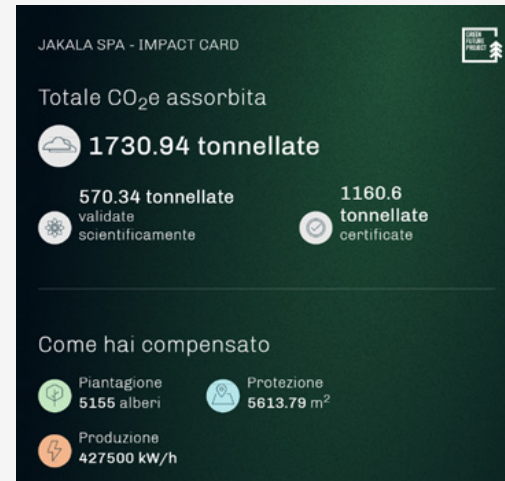 JAKALA SPA - IMPACT CARD
GREEN
FUTURE
PROJECT
Totale CO₂e assorbita
1730.94 tonnellate
570.34 tonnellate
validate
scientificamente
1160.6
tonnellate
certificate
Come hai compensato
Piantagione
5155 alberi
Protezione
5613.79 m²
Produzione
427500 kW/h